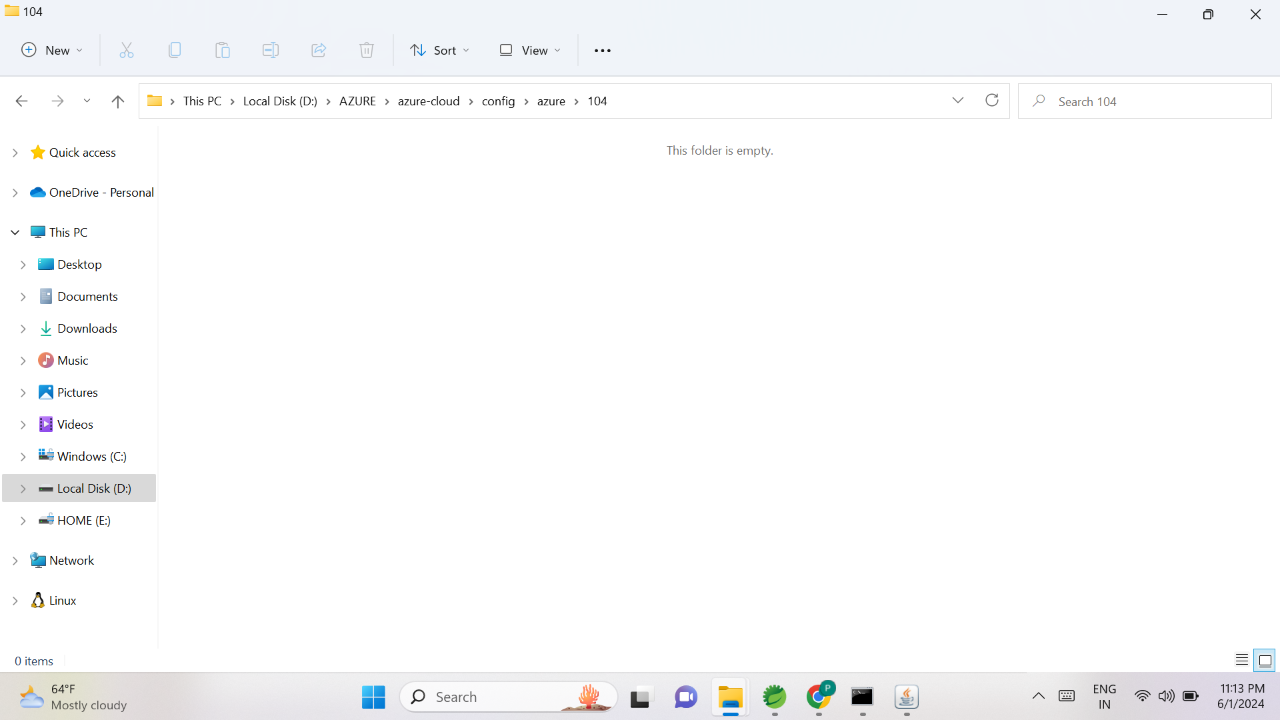 104
New
Sort
View
This PC
Local Disk (D:)
AZURE
azure-cloud
config
azure
104
Search 104
This folder is empty.
Quick access
OneDrive - Personal
This PC
Desktop
Documents
Downloads
Music
Pictures
Videos
Windows (C:)
Local Disk (D:)
HOME (E:)
Network
Linux
0 items
64°F
Mostly cloudy
Search
P
ENG
IN
11:13 PM
6/1/2024